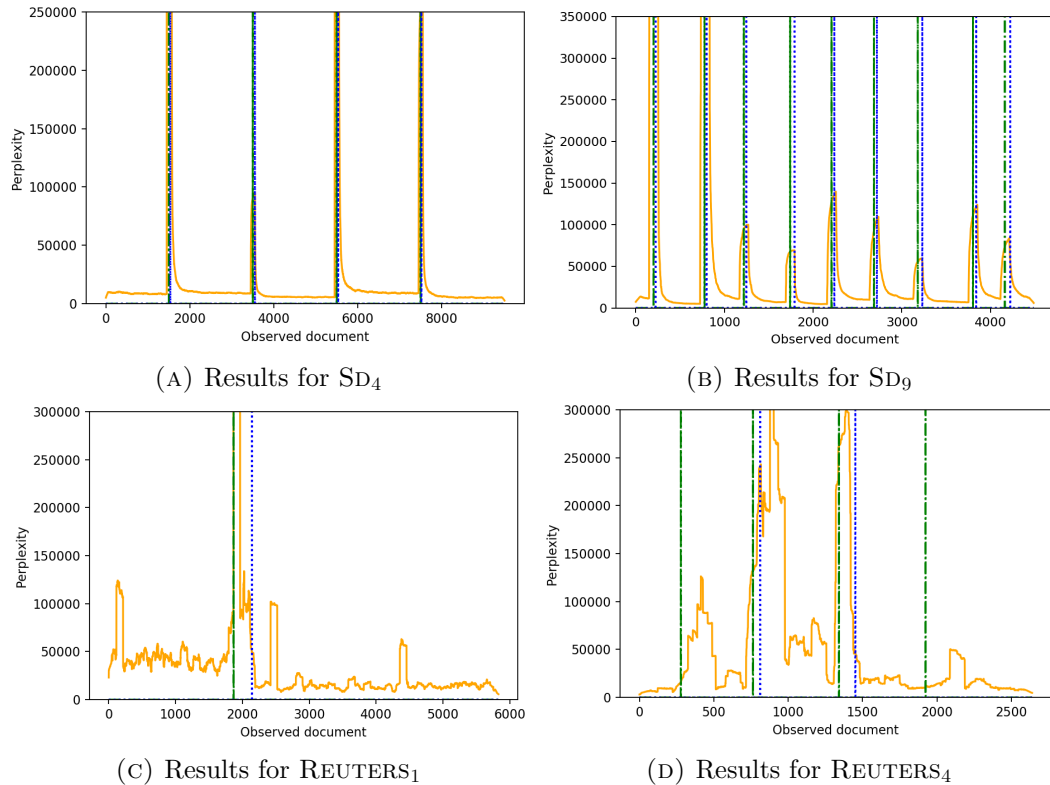 250000
200000
150000
100000
50000
0
Perplexity
0 2000 4000 6000 8000
Observed document
(A) Results for SD4
350000
300000
250000
200000
150000
100000
50000
0
Perplexity
0 1000 2000 3000 4000
Observed document
(B) Results for SD9
300000
250000
200000
150000
100000
50000
0
Perplexity
0 1000 2000 3000 4000 5000 6000
Observed document
(C) Results for REUTERS1
300000
250000
200000
150000
100000
50000
0
Perplexity
0 500 1000 1500 2000 2500
Observed document
(D) Results for REUTERS4